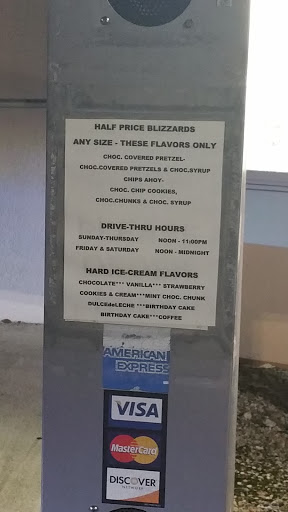 HALF PRICE BLIZZARDS
ANY SIZE - THESE FLAVORS ONLY
CHOC. COVERED PRETZEL-
CHOC.COVERED PRETZELS & CHOC.SYRUP
CHIPS AHOY-
CHOC. CHIP COOKIES,
CHOC.CHUNKS & CHOC. SYRUP
DRIVE-THRU HOURS
SUNDAY-THURSDAY NOON - 11:00PM
FRIDAY & SATURDAY NOON - MIDNIGHT
HARD ICE-CREAM FLAVORS
CHOCOLATE*** VANILLA*** STRAWBERRY
COOKIES & CREAM***MINT CHOC. CHUNK
DULCEdeLECHE ***BIRTHDAY CAKE
BIRTHDAY CAKE***COFFEE
AMERICAN
EXPRESS
VISA
MasterCard
DISCOVER
NETWORK